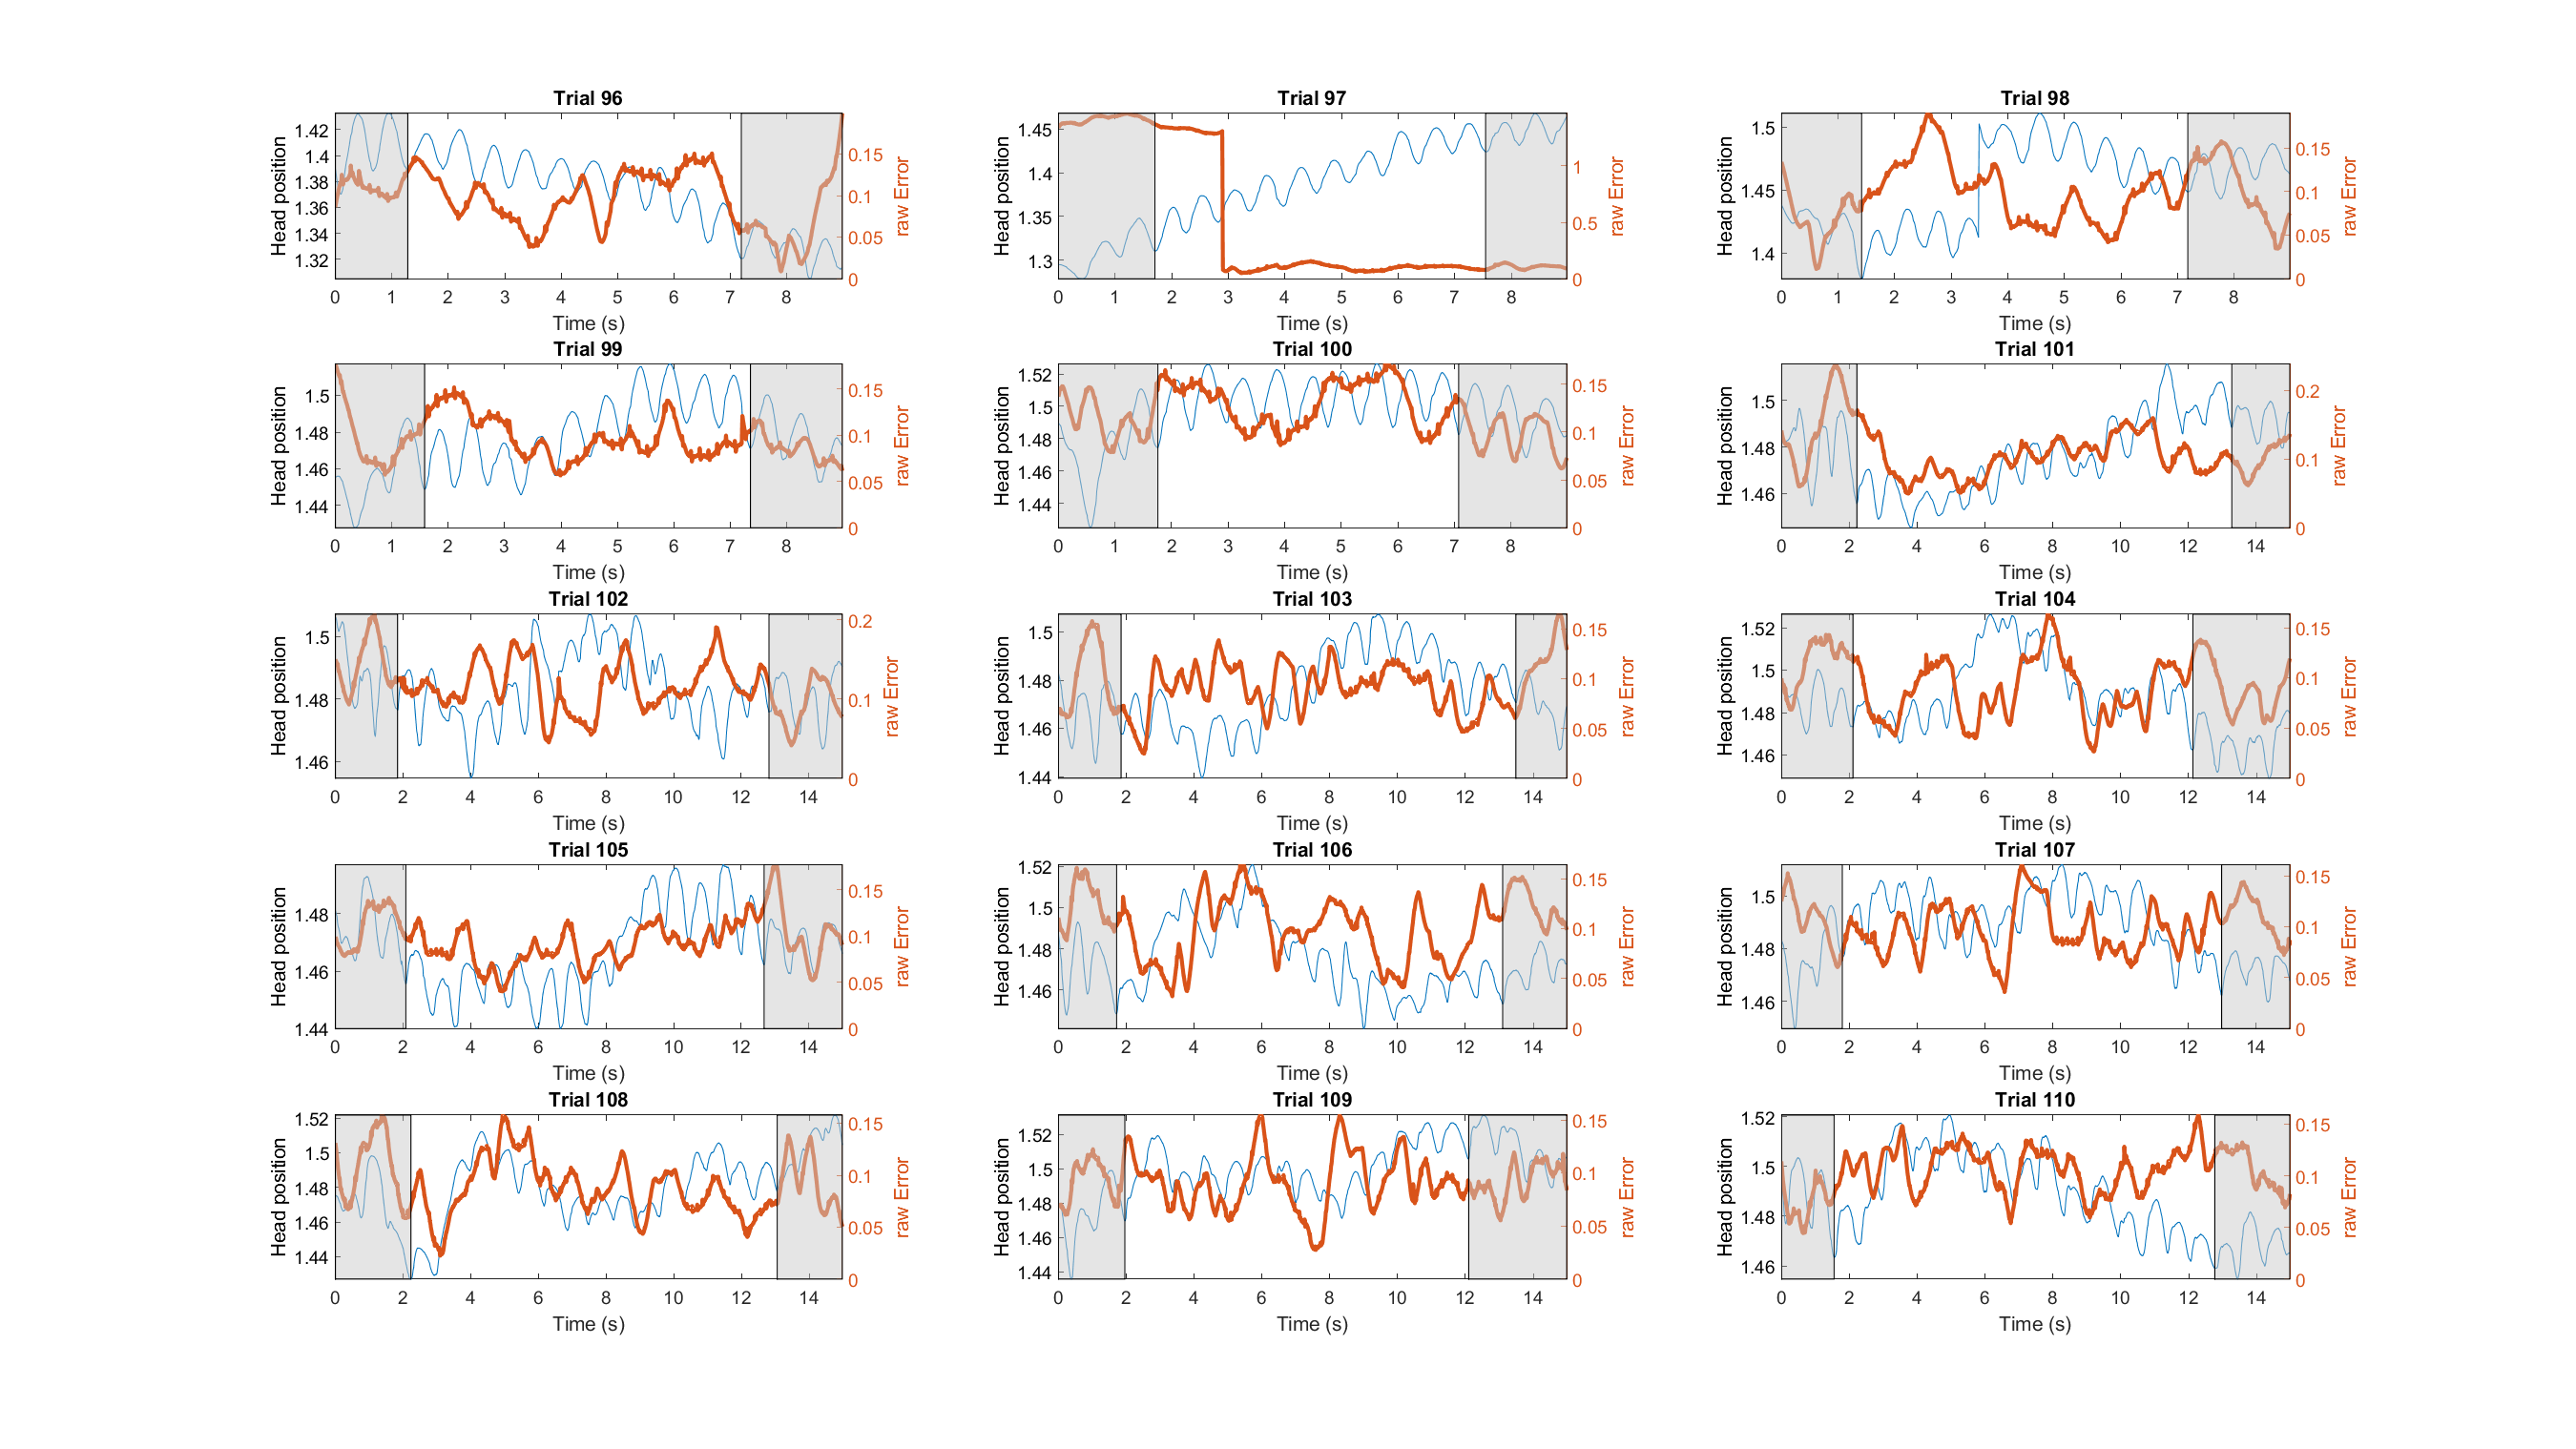 Trial 96
Head position
1.42
1.4
1.38
1.36
1.34
1.32
0.15
0.1
0.05
0
raw Error
0 1 2 3 4 5 6 7 8
Time (s)
Trial 97
Head position
1.45
1.4
1.35
1.3
1
0.5
0
raw Error
0 1 2 3 4 5 6 7 8
Time (s)
Trial 98
Head position
1.5
1.45
1.4
0.15
0.1
0.05
0
raw Error
0 1 2 3 4 5 6 7 8
Time (s)
Trial 99
Head position
1.5
1.48
1.46
1.44
0.15
0.1
0.05
0
raw Error
0 1 2 3 4 5 6 7 8
Time (s)
Trial 100
Head position
1.52
1.5
1.48
1.46
1.44
0.15
0.1
0.05
0
raw Error
0 1 2 3 4 5 6 7 8
Time (s)
Trial 101
Head position
1.5
1.48
1.46
0.2
0.1
0
raw Error
0 2 4 6 8 10 12 14
Time (s)
Trial 102
Head position
1.5
1.48
1.46
0.2
0.1
0
raw Error
0 2 4 6 8 10 12 14
Time (s)
Trial 103
Head position
1.5
1.48
1.46
1.44
0.15
0.1
0.05
0
raw Error
0 2 4 6 8 10 12 14
Time (s)
Trial 104
Head position
1.52
1.5
1.48
1.46
0.15
0.1
0.05
0
raw Error
0 2 4 6 8 10 12 14
Time (s)
Trial 105
Head position
1.48
1.46
1.44
0.15
0.1
0.05
0
raw Error
0 2 4 6 8 10 12 14
Time (s)
Trial 106
Head position
1.52
1.5
1.48
1.46
0.15
0.1
0.05
0
raw Error
0 2 4 6 8 10 12 14
Time (s)
Trial 107
Head position
1.5
1.48
1.46
0.15
0.1
0.05
0
raw Error
0 2 4 6 8 10 12 14
Time (s)
Trial 108
Head position
1.52
1.5
1.48
1.46
1.44
0.15
0.1
0.05
0
raw Error
0 2 4 6 8 10 12 14
Time (s)
Trial 109
Head position
1.52
1.5
1.48
1.46
1.44
0.15
0.1
0.05
0
raw Error
0 2 4 6 8 10 12 14
Time (s)
Trial 110
Head position
1.52
1.5
1.48
1.46
0.15
0.1
0.05
0
raw Error
0 2 4 6 8 10 12 14
Time (s)